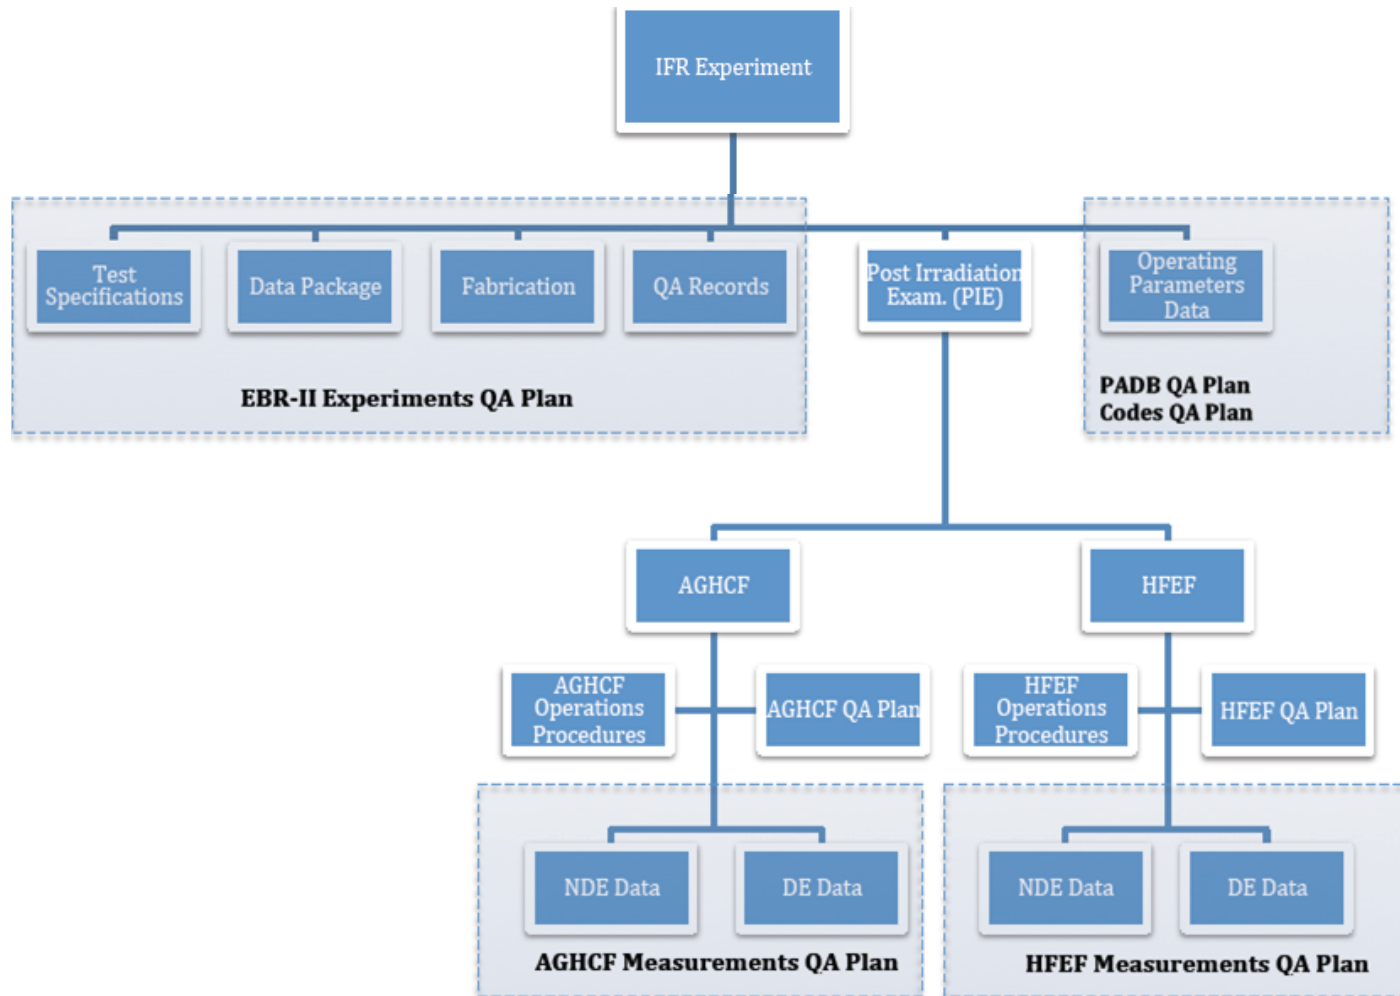 IFR Experiment
Test
Specifications
Data Package
Fabrication
QA Records
Post Irradiation
Exam. (PIE)
Operating
Parameters
Data
EBR-II Experiments QA Plan
PADB QA Plan
Codes QA Plan
AGHCF
HFEF
AGHCF
Operations
Procedures
AGHCF QA Plan
HFEF
Operations
Procedures
HFEF QA Plan
NDE Data
DE Data
NDE Data
DE Data
AGHCF Measurements QA Plan
HFEF Measurements QA Plan